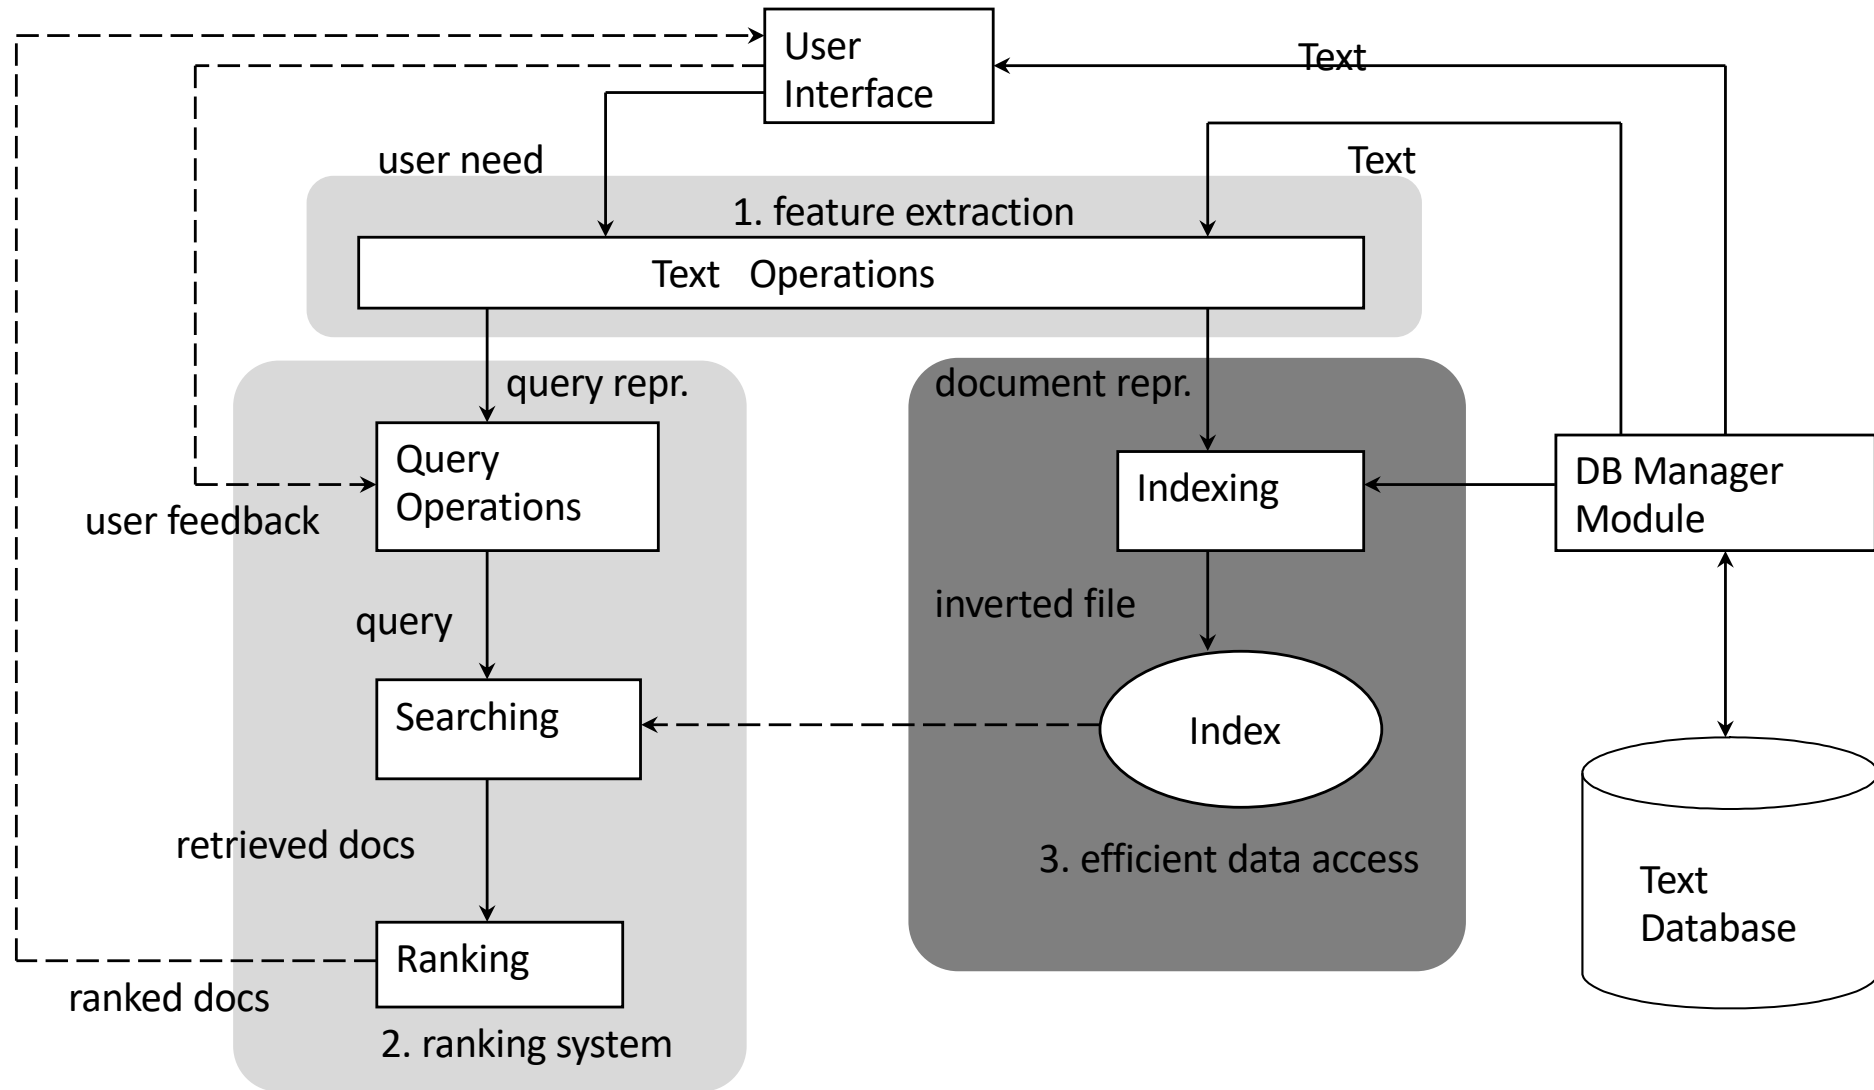 User
Interface
Text
user need
Text
1. feature extraction
Text Operations
query repr.
document repr.
Query
Operations
Indexing
DB Manager
Module
user feedback
inverted file
query
Searching
Index
retrieved docs
3. efficient data access
Text
Database
Ranking
ranked docs
2. ranking system